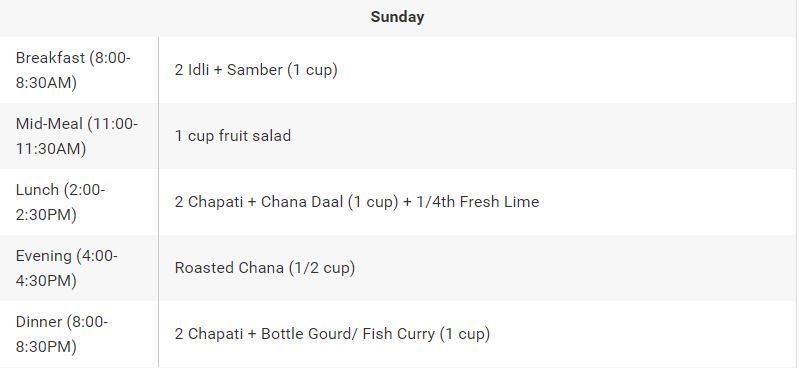 Sunday
Breakfast (8:00-
8:30AM)
2 Idli + Samber (1 cup)
Mid-Meal (11:00-
11:30AM)
1 cup fruit salad
Lunch (2:00-
2:30PM)
2 Chapati + Chana Daal (1 cup) + 1/4th Fresh Lime
Evening (4:00-
4:30PM)
Roasted Chana (1/2 cup)
Dinner (8:00-
8:30PM)
2 Chapati + Bottle Gourd/ Fish Curry (1 cup)